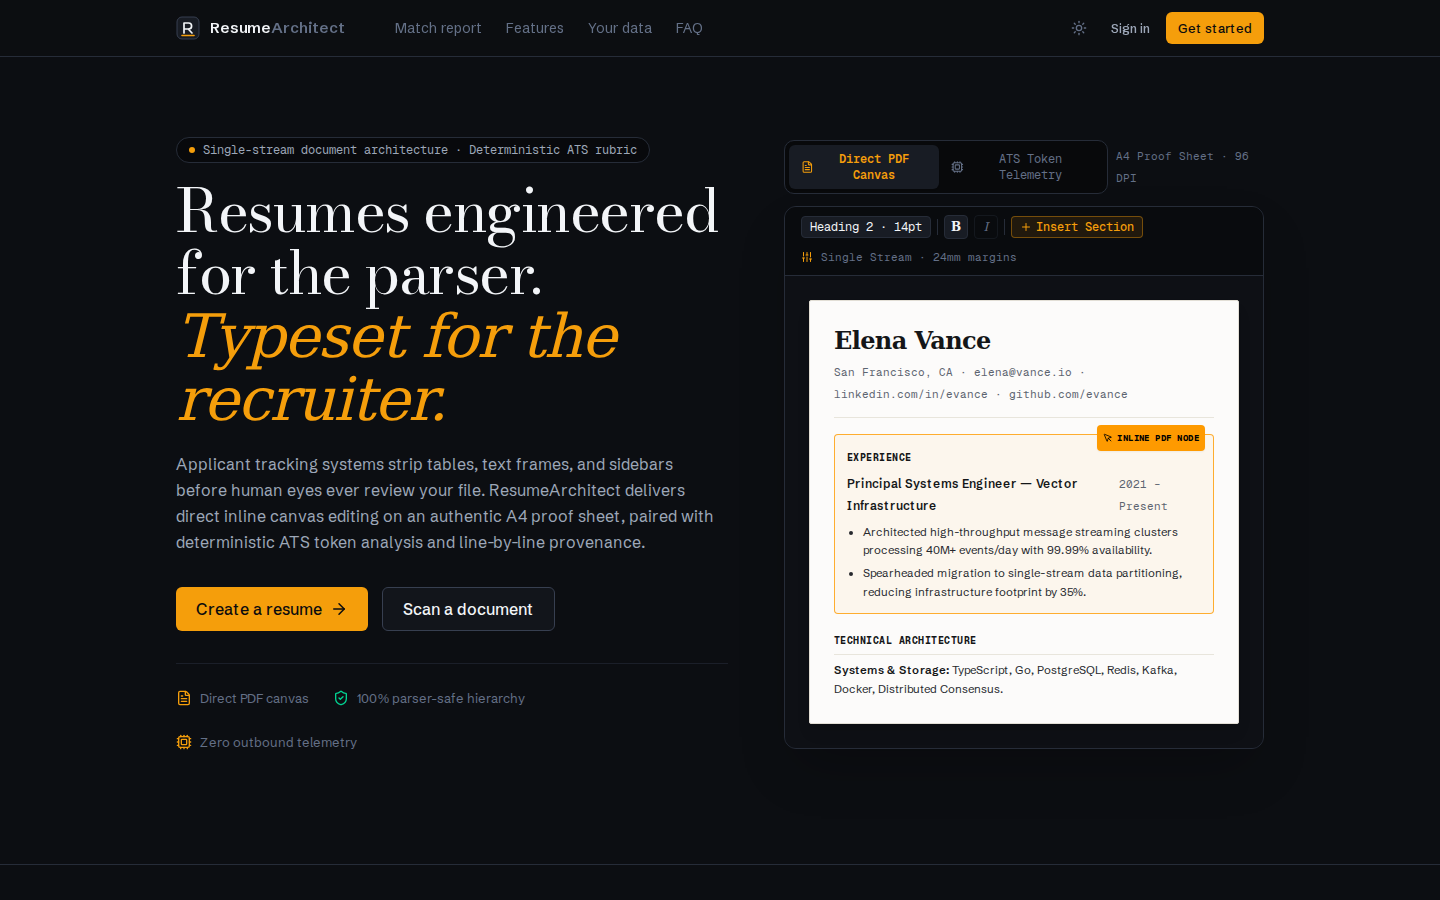 ResumeArchitect
Match report
Features
Your data
FAQ
Sign in
Get started
Single-stream document architecture · Deterministic ATS rubric
Resumes engineered
for the parser.
Typeset for the
recruiter.
Applicant tracking systems strip tables, text frames, and sidebars
before human eyes ever review your file. ResumeArchitect delivers
direct inline canvas editing on an authentic A4 proof sheet, paired with
deterministic ATS token analysis and line-by-line provenance.
Create a resume
Scan a document
Direct PDF canvas
100% parser-safe hierarchy
Zero outbound telemetry
Direct PDF
Canvas
ATS Token
Telemetry
A4 Proof Sheet · 96
DPI
Heading 2 · 14pt
B
I
+ Insert Section
Single Stream · 24mm margins
Elena Vance
San Francisco, CA · elena@vance.io ·
linkedin.com/in/evance · github.com/evance
INLINE PDF NODE
EXPERIENCE
Principal Systems Engineer — Vector
Infrastructure
2021 –
Present
• Architected high-throughput message streaming clusters
processing 40M+ events/day with 99.99% availability.
• Spearheaded migration to single-stream data partitioning,
reducing infrastructure footprint by 35%.
TECHNICAL ARCHITECTURE
Systems & Storage: TypeScript, Go, PostgreSQL, Redis, Kafka,
Docker, Distributed Consensus.